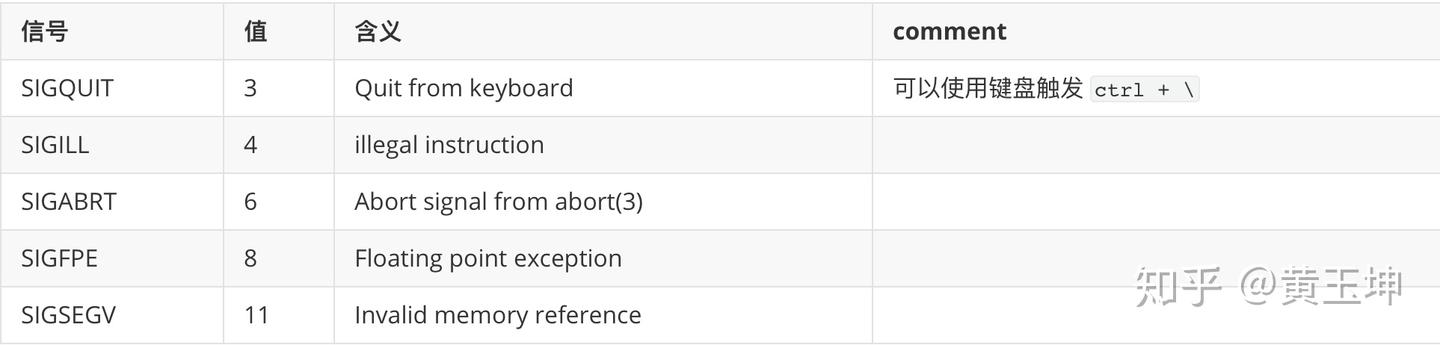 信号 值 含义 comment
SIGQUIT 3 Quit from keyboard 可以使用键盘触发 ctrl + \
SIGILL 4 illegal instruction
SIGABRT 6 Abort signal from abort(3)
SIGFPE 8 Floating point exception
SIGSEGV 11 Invalid memory reference
知乎 @黄玉坤